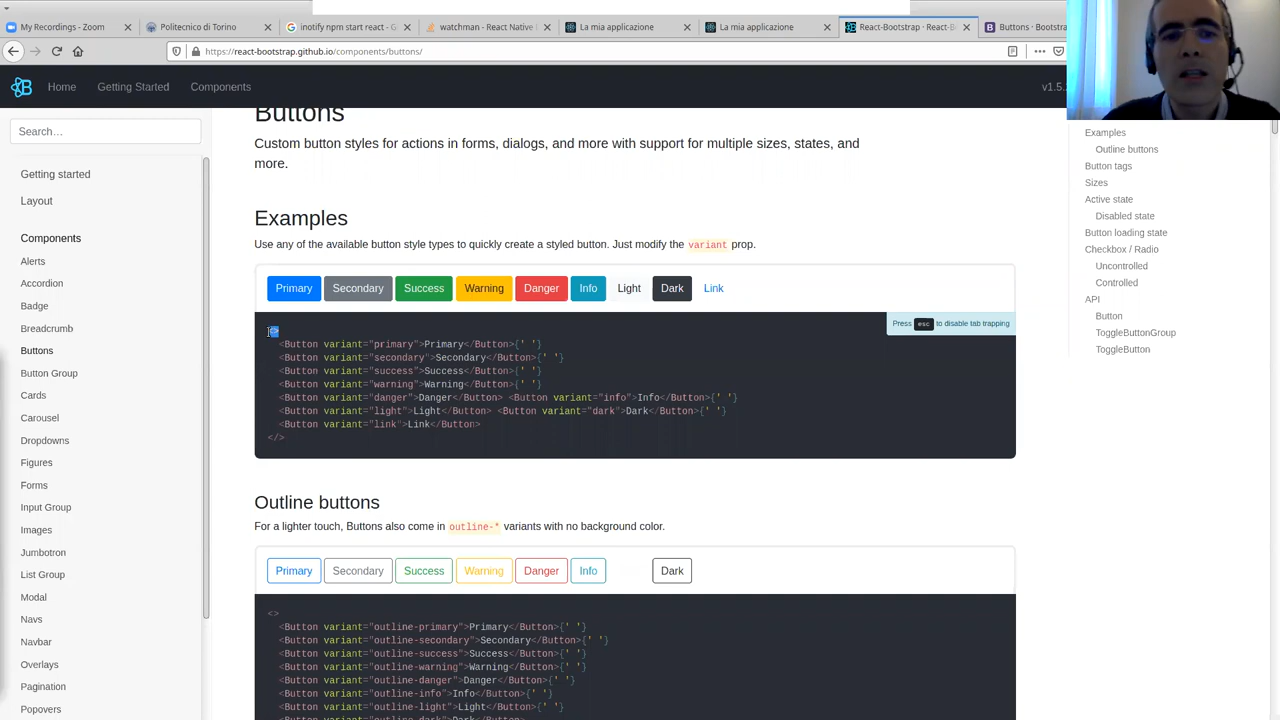 My Recordings - Zoom
Politecnico di Torino
inotify npm start react - G
watchman - React Native
La mia applicazione
La mia applicazione
React-Bootstrap · React-B
Buttons · Bootstrap
https://react-bootstrap.github.io/components/buttons/
Home
Getting Started
Components
v1.5.
Search…
Getting started
Layout
Components
Alerts
Accordion
Badge
Breadcrumb
Buttons
Button Group
Cards
Carousel
Dropdowns
Figures
Forms
Input Group
Images
Jumbotron
List Group
Modal
Navs
Navbar
Overlays
Pagination
Popovers
Buttons
Custom button styles for actions in forms, dialogs, and more with support for multiple sizes, states, and
more.
Examples
Use any of the available button style types to quickly create a styled button. Just modify the variant prop.
Primary Secondary Success Warning Danger Info Light Dark Link
Press esc to disable tab trapping
<>
<Button variant="primary">Primary</Button>{' '}
<Button variant="secondary">Secondary</Button>{' '}
<Button variant="success">Success</Button>{' '}
<Button variant="warning">Warning</Button>{' '}
<Button variant="danger">Danger</Button> <Button variant="info">Info</Button>{' '}
<Button variant="light">Light</Button> <Button variant="dark">Dark</Button>{' '}
<Button variant="link">Link</Button>
</>
Outline buttons
For a lighter touch, Buttons also come in outline-* variants with no background color.
Primary Secondary Success Warning Danger Info Dark
<>
<Button variant="outline-primary">Primary</Button>{' '}
<Button variant="outline-secondary">Secondary</Button>{' '}
<Button variant="outline-success">Success</Button>{' '}
<Button variant="outline-warning">Warning</Button>{' '}
<Button variant="outline-danger">Danger</Button>{' '}
<Button variant="outline-info">Info</Button>{' '}
<Button variant="outline-light">Light</Button>{' '}
Examples
Outline buttons
Button tags
Sizes
Active state
Disabled state
Button loading state
Checkbox / Radio
Uncontrolled
Controlled
API
Button
ToggleButtonGroup
ToggleButton